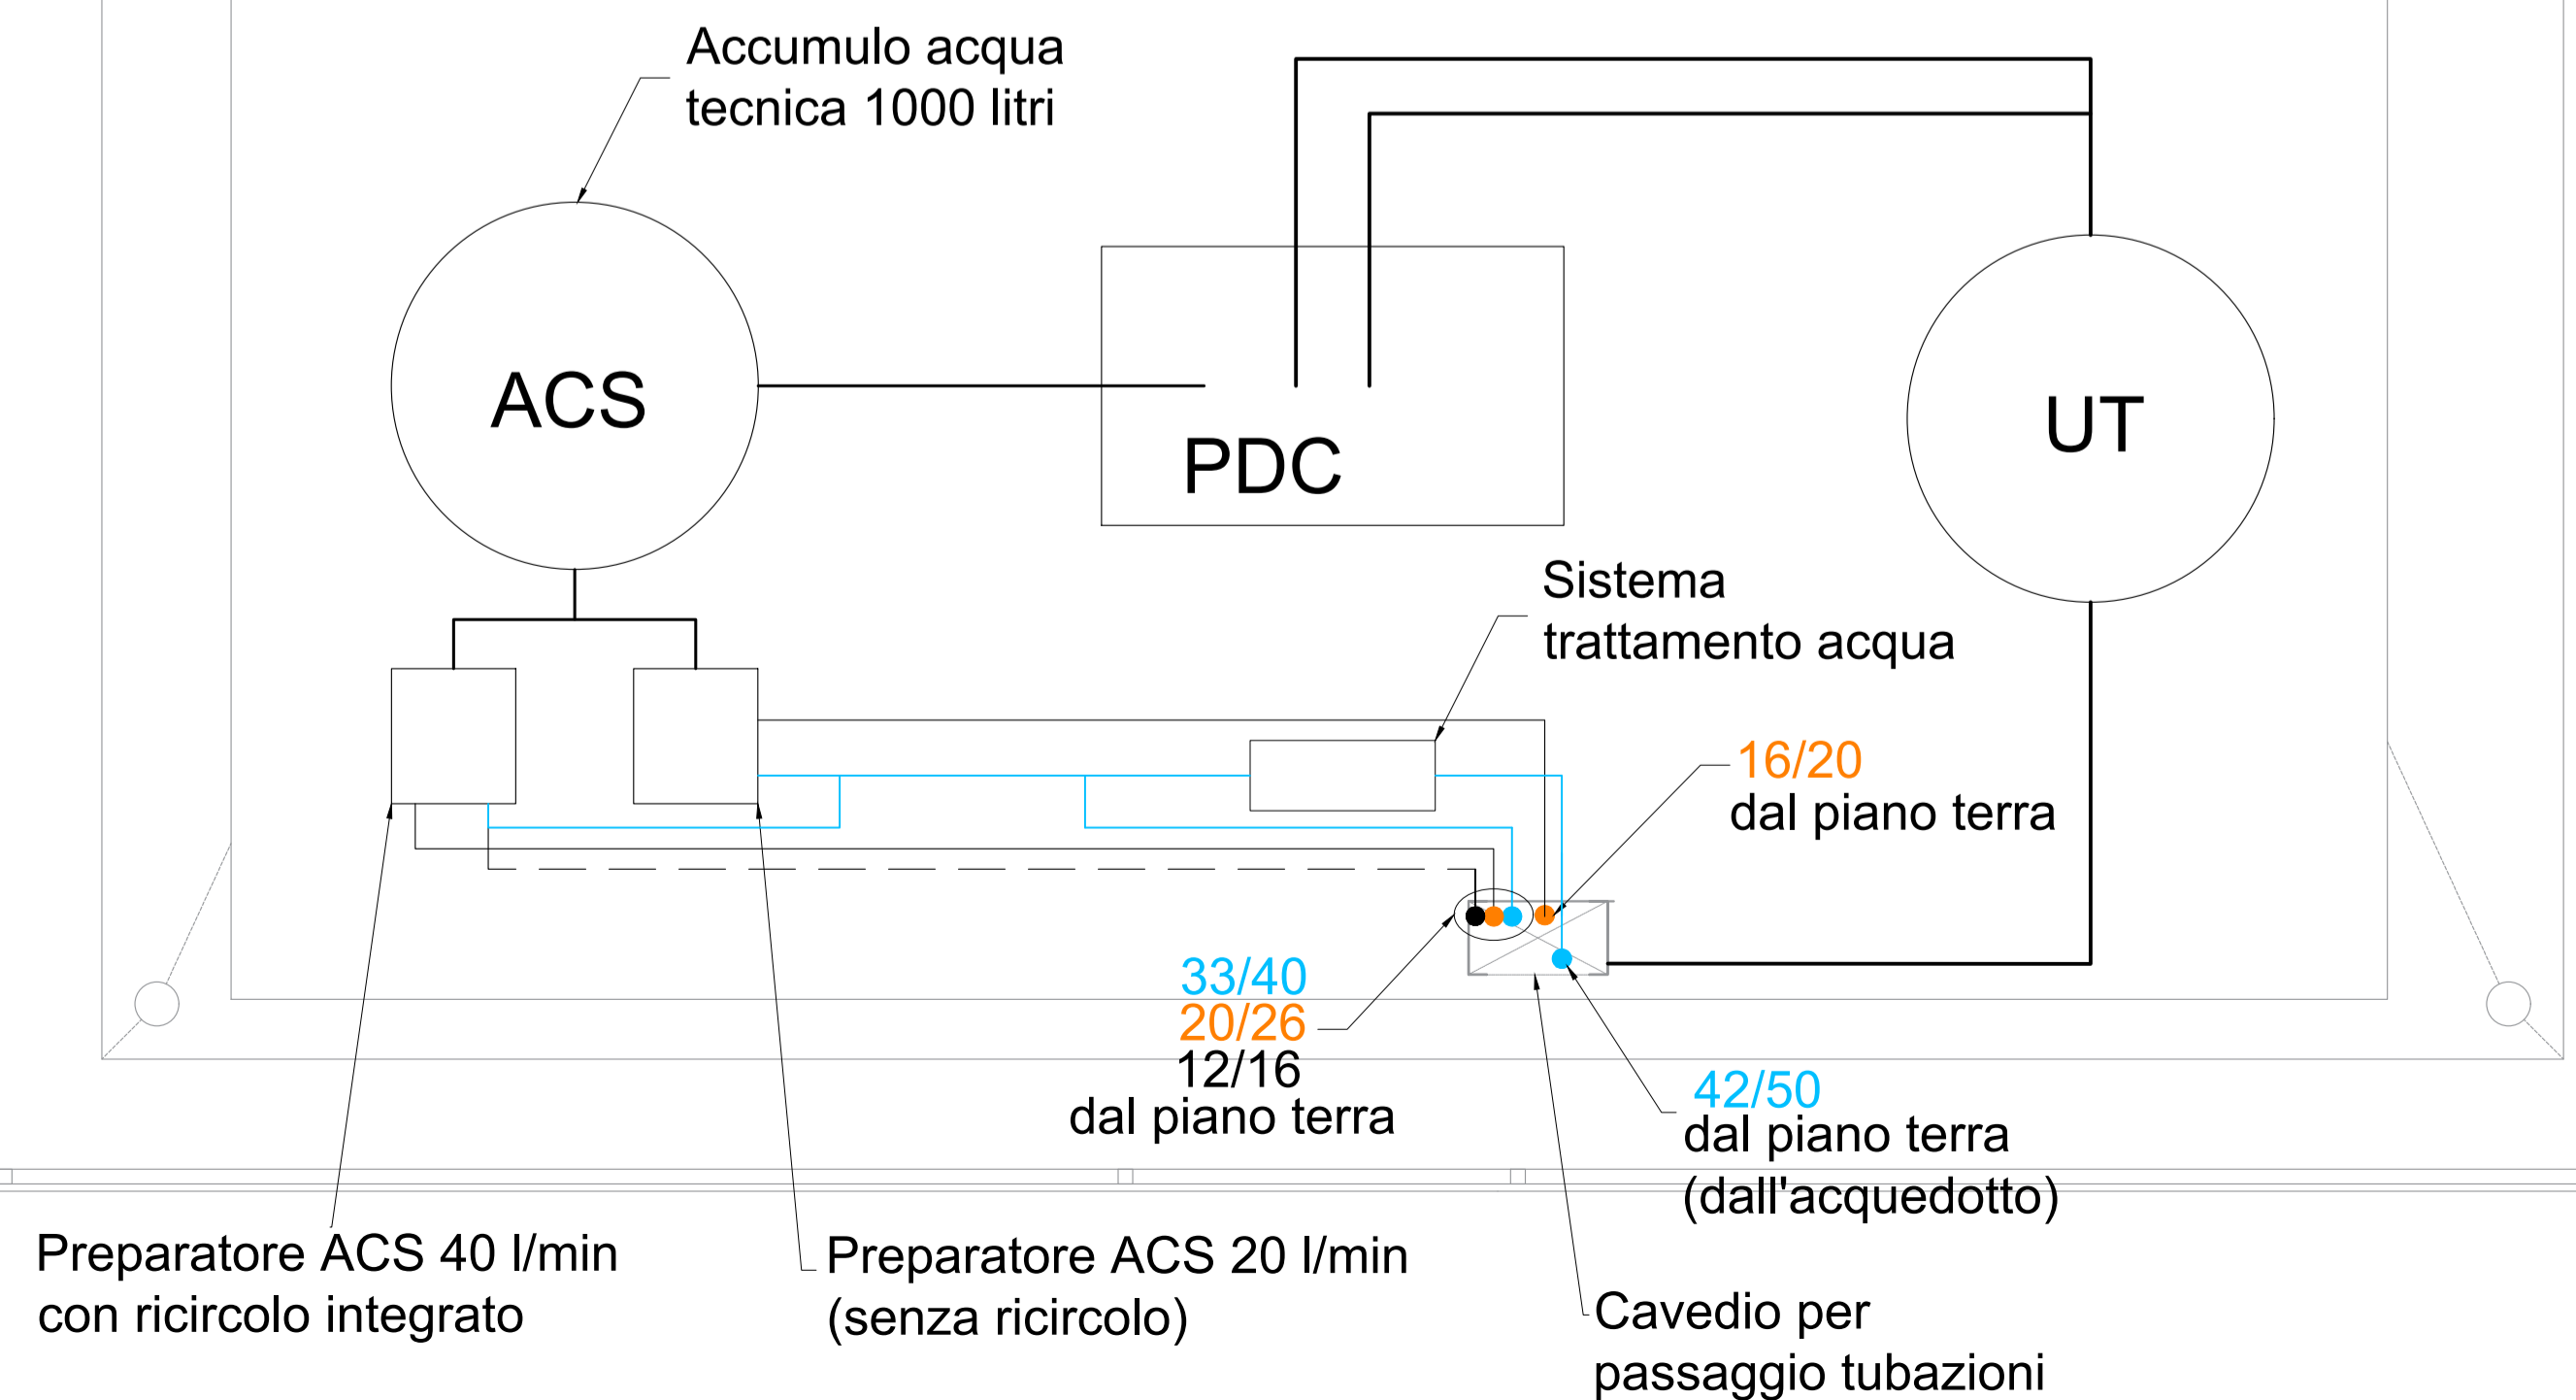 Accumulo acqua
tecnica 1000 litri
ACS
PDC
UT
Sistema
trattamento acqua
16/20
dal piano terra
33/40
20/26
12/16
dal piano terra
42/50
dal piano terra
(dall'acquedotto)
Preparatore ACS 40 l/min
con ricircolo integrato
Preparatore ACS 20 l/min
(senza ricircolo)
Cavedio per
passaggio tubazioni